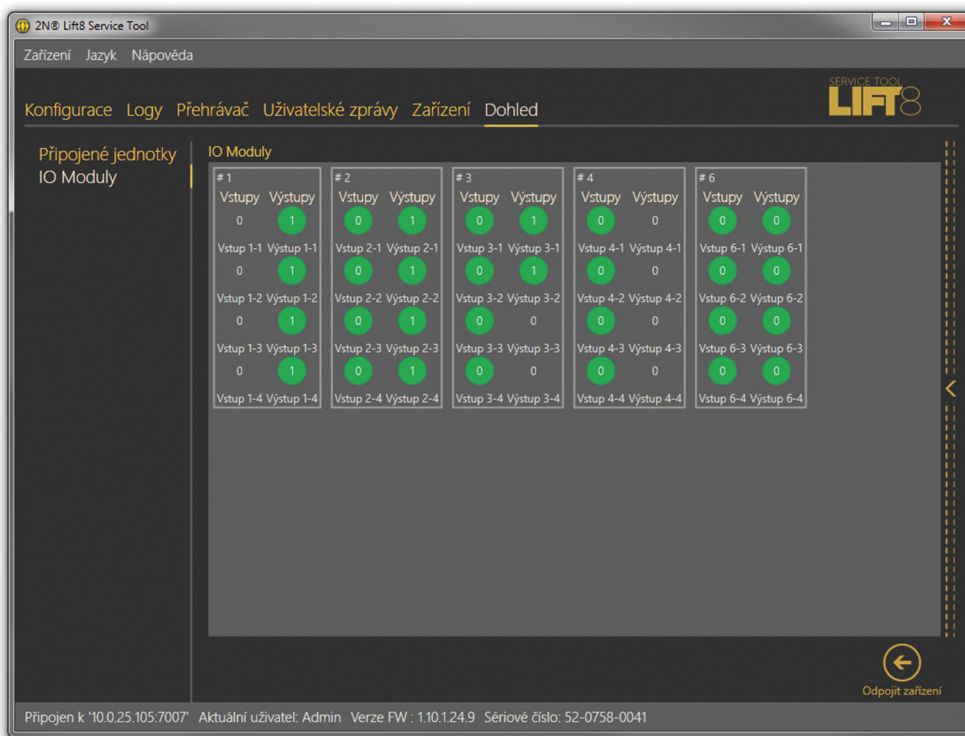 2N® Lift8 Service Tool
Zařízení Jazyk Nápověda
SERVICE TOOL
LIFT8
Konfigurace Logy Přehrávač Uživatelské zprávy Zařízení Dohled
Připojené jednotky
IO Moduly
IO Moduly
# 1 # 2 # 3 # 4 # 6
Vstupy Výstupy Vstupy Výstupy Vstupy Výstupy Vstupy Výstupy Vstupy Výstupy
0 1 0 1 0 1 0 0 0 0
Vstup 1-1 Výstup 1-1 Vstup 2-1 Výstup 2-1 Vstup 3-1 Výstup 3-1 Vstup 4-1 Výstup 4-1 Vstup 6-1 Výstup 6-1
0 1 0 1 0 1 0 0 0 0
Vstup 1-2 Výstup 1-2 Vstup 2-2 Výstup 2-2 Vstup 3-2 Výstup 3-2 Vstup 4-2 Výstup 4-2 Vstup 6-2 Výstup 6-2
0 1 0 1 0 0 0 0 0 0
Vstup 1-3 Výstup 1-3 Vstup 2-3 Výstup 2-3 Vstup 3-3 Výstup 3-3 Vstup 4-3 Výstup 4-3 Vstup 6-3 Výstup 6-3
0 1 0 1 0 0 0 0 0 0
Vstup 1-4 Výstup 1-4 Vstup 2-4 Výstup 2-4 Vstup 3-4 Výstup 3-4 Vstup 4-4 Výstup 4-4 Vstup 6-4 Výstup 6-4
Odpojit zařízení
Připojen k '10.0.25.105:7007' Aktuální uživatel: Admin Verze FW : 1.10.1.24.9 Sériové číslo: 52-0758-0041